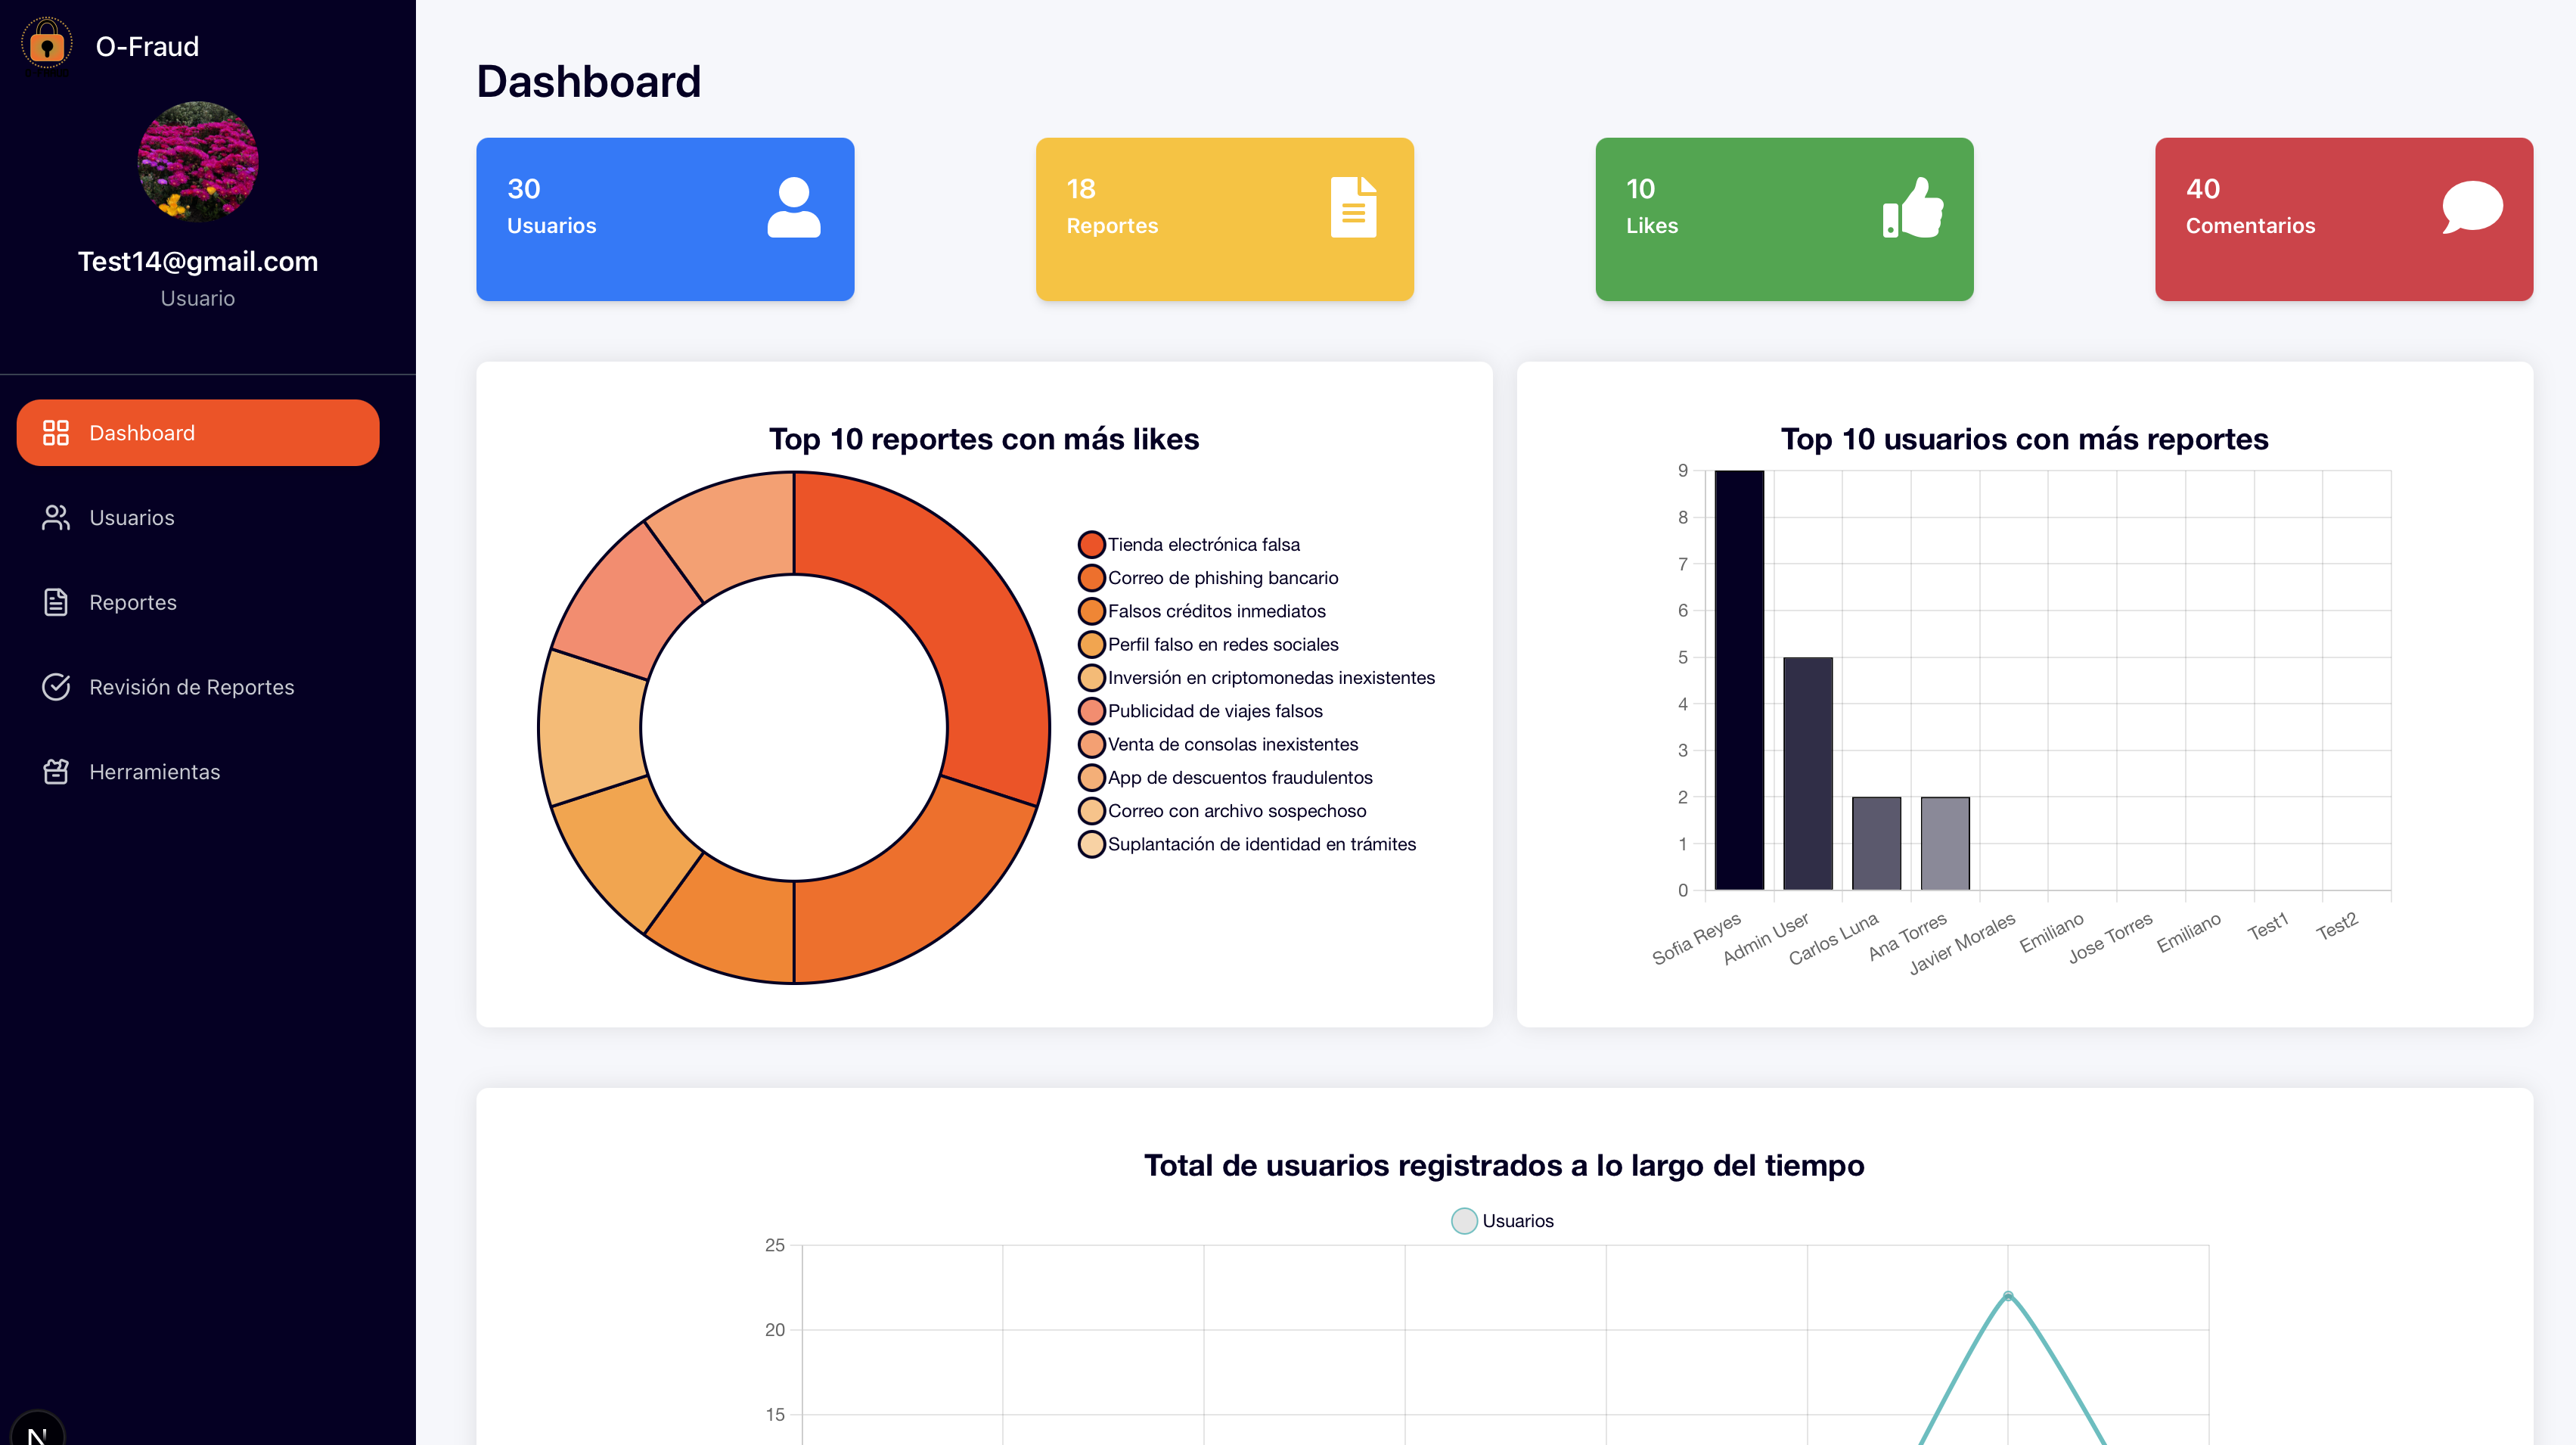 O-Fraud
Test14@gmail.com
Usuario
Dashboard
Usuarios
Reportes
Revisión de Reportes
Herramientas
N
Dashboard
30
Usuarios
18
Reportes
10
Likes
40
Comentarios
Top 10 reportes con más likes
Tienda electrónica falsa
Correo de phishing bancario
Falsos créditos inmediatos
Perfil falso en redes sociales
Inversión en criptomonedas inexistentes
Publicidad de viajes falsos
Venta de consolas inexistentes
App de descuentos fraudulentos
Correo con archivo sospechoso
Suplantación de identidad en trámites
Top 10 usuarios con más reportes
9
8
7
6
5
4
3
2
1
0
Sofia Reyes
Admin User
Carlos Luna
Ana Torres
Javier Morales
Emiliano
Jose Torres
Emiliano
Test1
Test2
Total de usuarios registrados a lo largo del tiempo
Usuarios
25
20
15